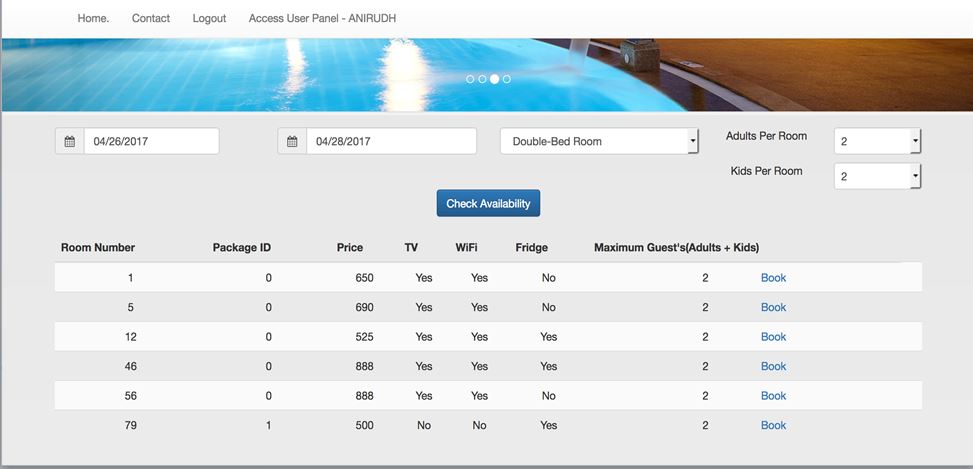 Home. Contact Logout Access User Panel - ANIRUDH
04/26/2017 04/28/2017 Double-Bed Room Adults Per Room 2
Kids Per Room 2
Check Availability
Room Number Package ID Price TV WiFi Fridge Maximum Guest's(Adults + Kids)
1 0 650 Yes Yes No 2 Book
5 0 690 Yes Yes No 2 Book
12 0 525 Yes Yes Yes 2 Book
46 0 888 Yes Yes Yes 2 Book
56 0 888 Yes Yes No 2 Book
79 1 500 No No Yes 2 Book